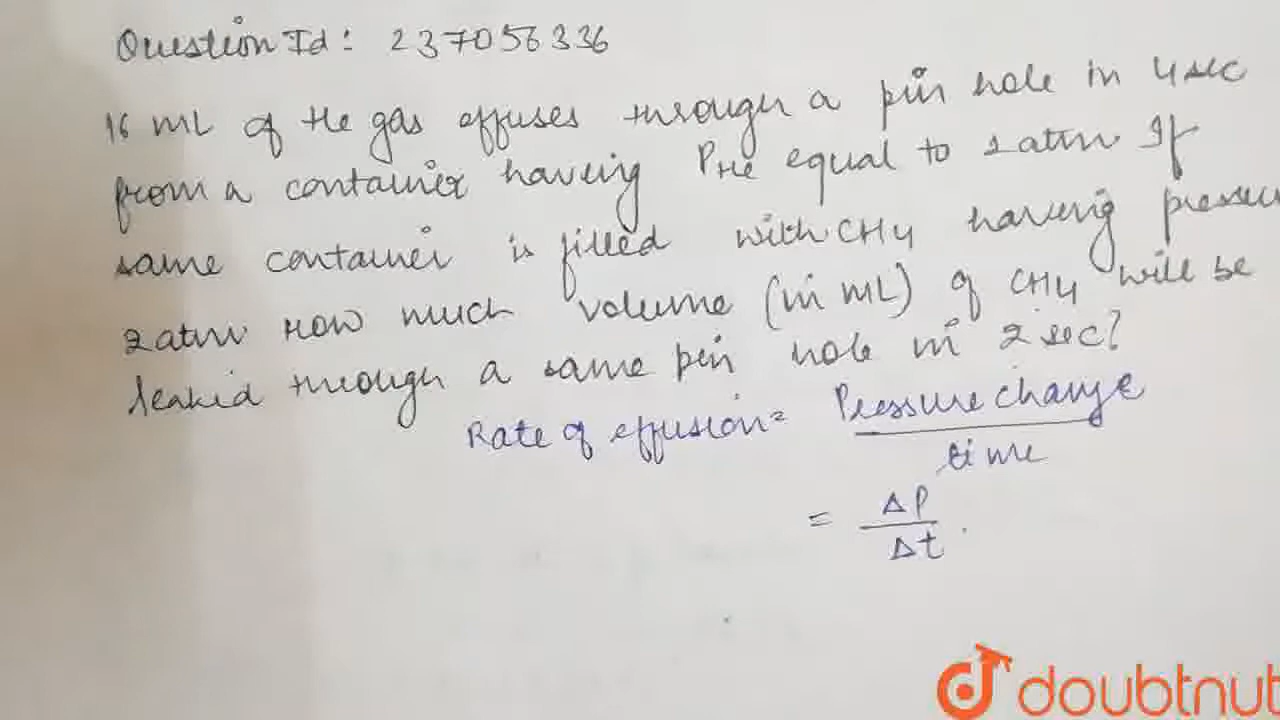 Question Id: 237056336
16 mL of He gas effuses through a pin hole in 4 sec
from a container having PHe equal to 2 atm If
same container is filled with CH4 having pressur
2 atm How much volume (in mL) of CH4 will be
leaked through a same pin hole in 2 sec?
Rate of effusion = Pressure change
time
= ΔP
Δt
doubtnut